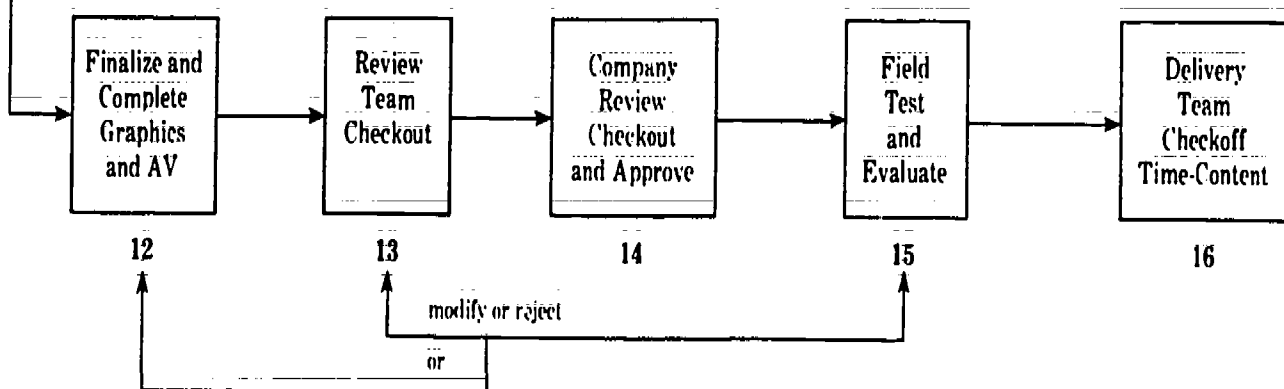 Finalize and
Complete
Graphics
and AV
12
Review
Team
Checkout
13
Company
Review
Checkout
and Approve
14
Field
Test
and
Evaluate
15
Delivery
Team
Checkoff
Time-Content
16
modify or reject
or